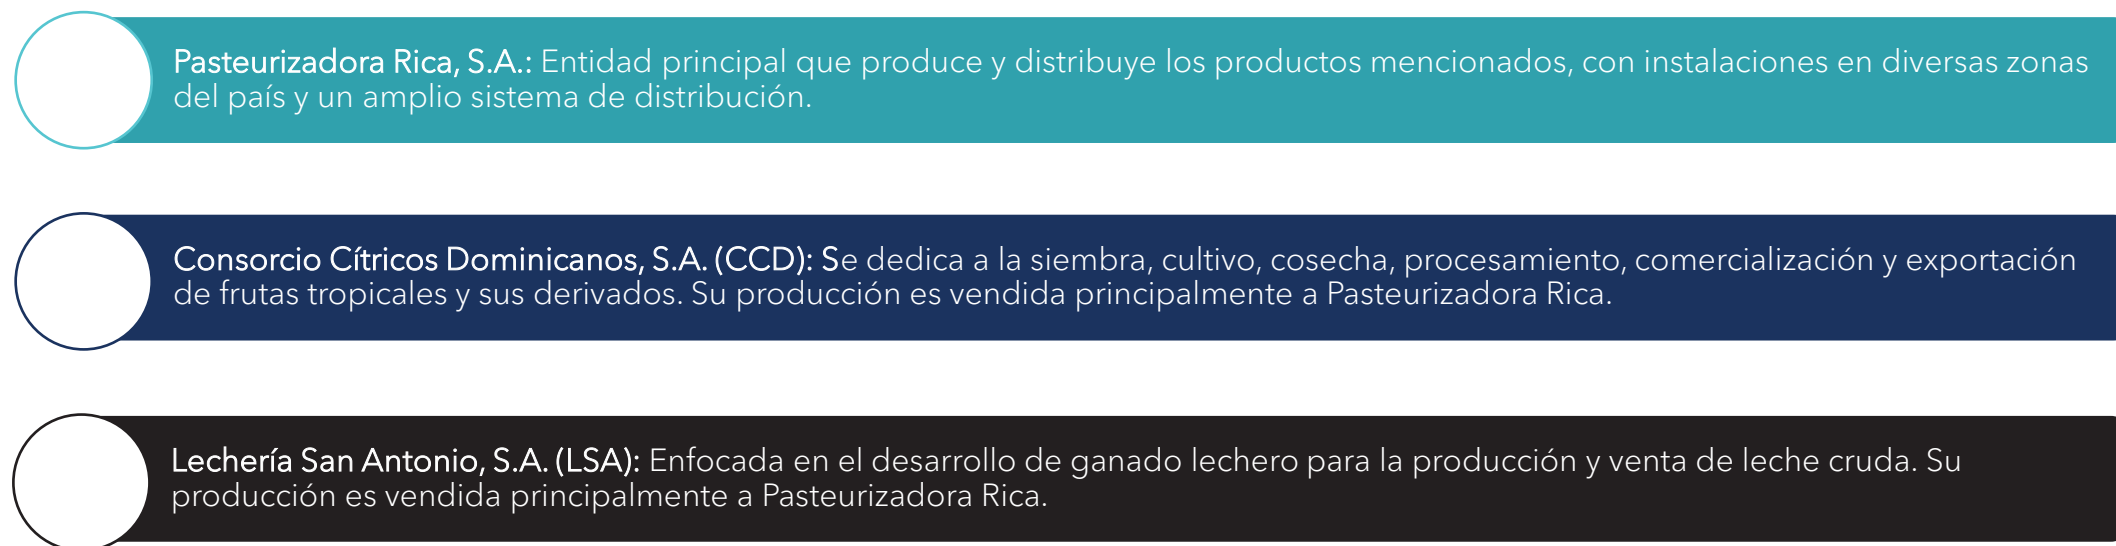 Pasteurizadora Rica, S.A.: Entidad principal que produce y distribuye los productos mencionados, con instalaciones en diversas zonas
del país y un amplio sistema de distribución.
Consorcio Cítricos Dominicanos, S.A. (CCD): Se dedica a la siembra, cultivo, cosecha, procesamiento, comercialización y exportación
de frutas tropicales y sus derivados. Su producción es vendida principalmente a Pasteurizadora Rica.
Lechería San Antonio, S.A. (LSA): Enfocada en el desarrollo de ganado lechero para la producción y venta de leche cruda. Su
producción es vendida principalmente a Pasteurizadora Rica.